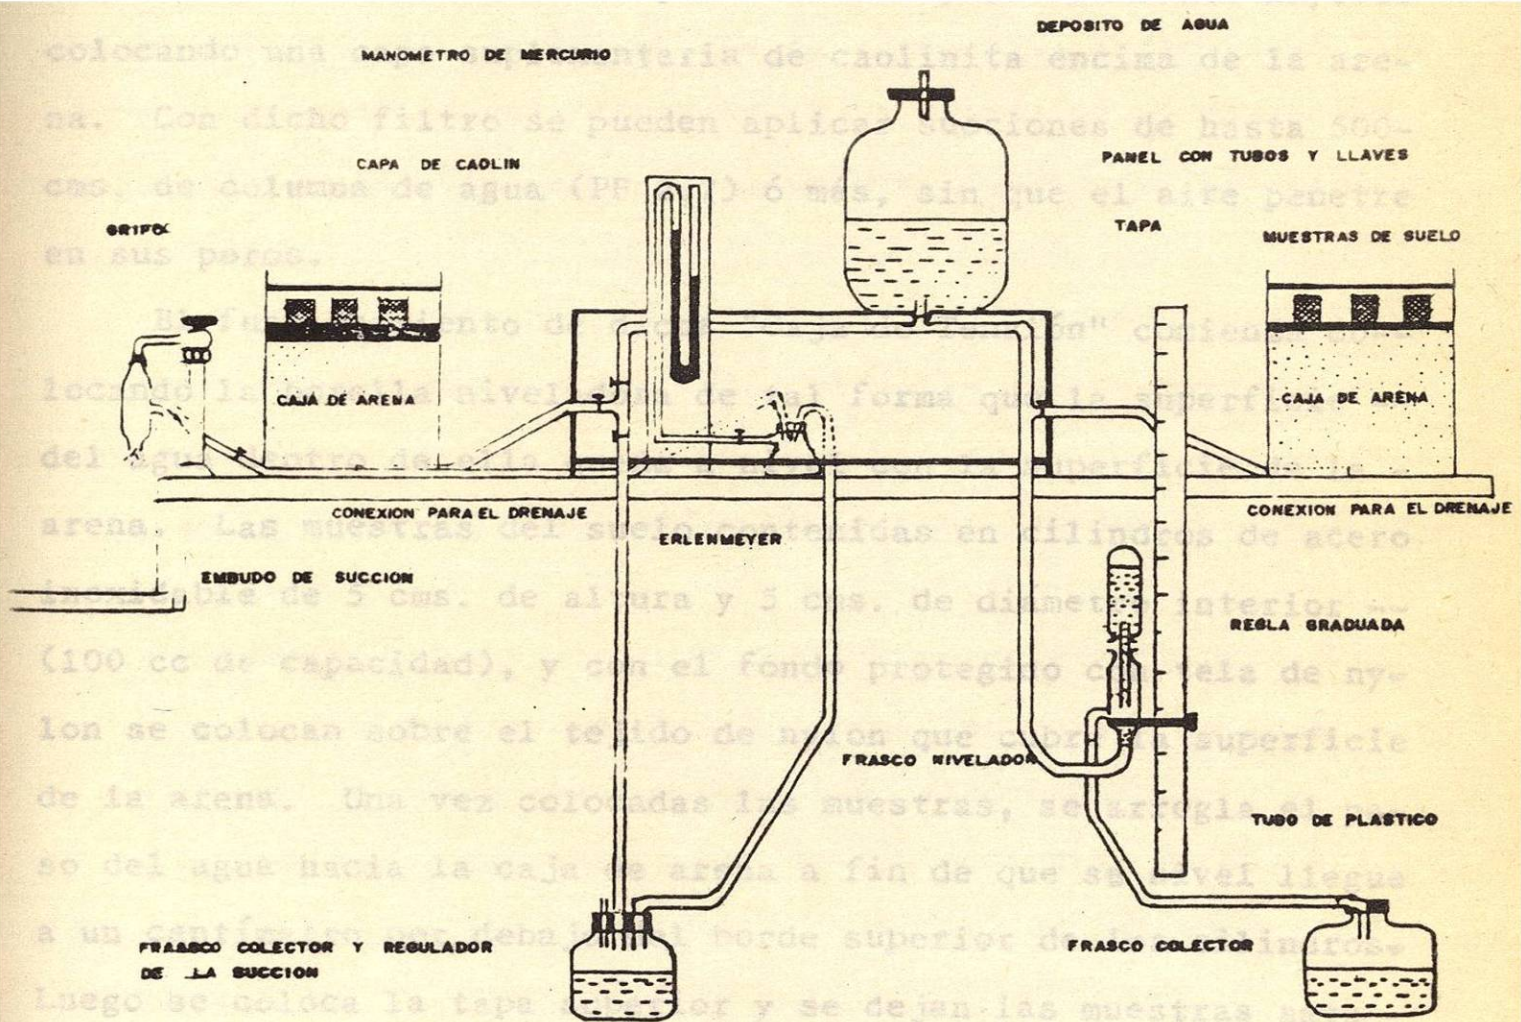 DEPOSITO DE AGUA
MANOMETRO DE MERCURIO
colocando una capa suplementaria de caolinita encima de la are-
na. Con dicho filtro se pueden aplicar succiones de hasta 500-
PANEL CON TUBOS Y LLAVES
CAPA DE CAOLIN
cms. de columna de agua (PF ) ó más, sin que el aire penetre
GRIFO
TAPA
MUESTRAS DE SUELO
en sus poros.
El funcionamiento de dicha "Caja de Tensión" comienza co-
locando la botella niveladora de tal forma que la superficie
CAJA DE ARENA
CAJA DE ARENA
del agua dentro de ella a nivel con la superficie de la -
arena. Las muestras del suelo contenidas en cilindros de acero
CONEXION PARA EL DRENAJE
CONEXION PARA EL DRENAJE
ERLENMEYER
EMBUDO DE SUCCION
inoxidable de 5 cms. de altura y 5 cms. de diámetro interior --
REGLA GRADUADA
(100 cc de capacidad), y con el fondo protegido con tela de ny-
lon se colocan sobre el tejido de nylon que cubre la superficie
FRASCO NIVELADOR
de la arena. Una vez colocadas las muestras, se arregla el pa-
TUBO DE PLASTICO
so del agua hacia la caja de arena a fin de que su nivel llegue
a un centímetro por debajo del borde superior de los cilindros.
FRAASCO COLECTOR Y REGULADOR
DE LA SUCCION
FRASCO COLECTOR
Luego se coloca la tapa superior y se dejan las muestras